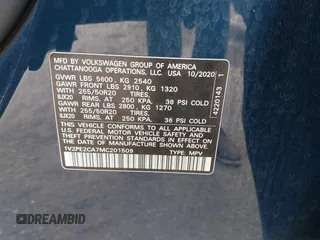 MFD BY VOLKSWAGEN GROUP OF AMERICA
CHATTANOOGA OPERATIONS, LLC. USA 10/2020
GVWR LBS 5600, KG 2540
GAWR FRONT LBS 2910, KG 1320
WITH 255/50R20 TIRES,
8JX20 RIMS, AT 250 KPA, 36 PSI COLD
GAWR REAR LBS 2800, KG 1270
WITH 255/50R20 TIRES,
8JX20 RIMS, AT 250 KPA, 36 PSI COLD
THIS VEHICLE CONFORMS TO ALL APPLICABLE
FEDERAL MOTOR VEHICLE SAFETY AND
THEFT PREVENTION STANDARDS IN EFFECT
ON THE DATE OF MANUFACTURE SHOWN ABOVE.
1V2PE2CA7MC201509 TYPE: MPV
4220143 1
DREAMBID